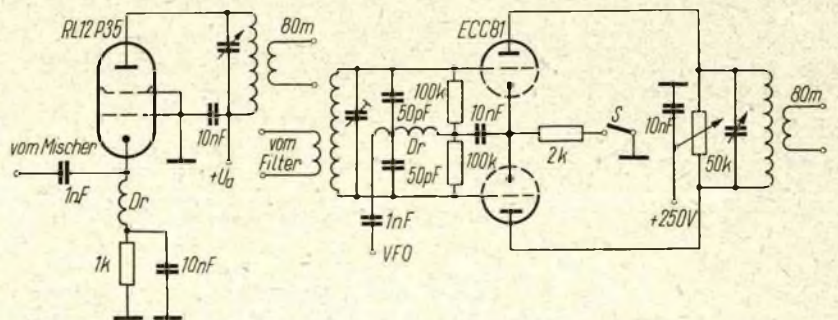 RL12P35
80m
10nF
+Ua
vom Mischer
1nF
Dr
1k
10nF
vom
Filter
ECC81
100k
50pF
10nF
Dr
50pF
100k
1nF
VFO
2k
S
10nF
50k
+250V
80m